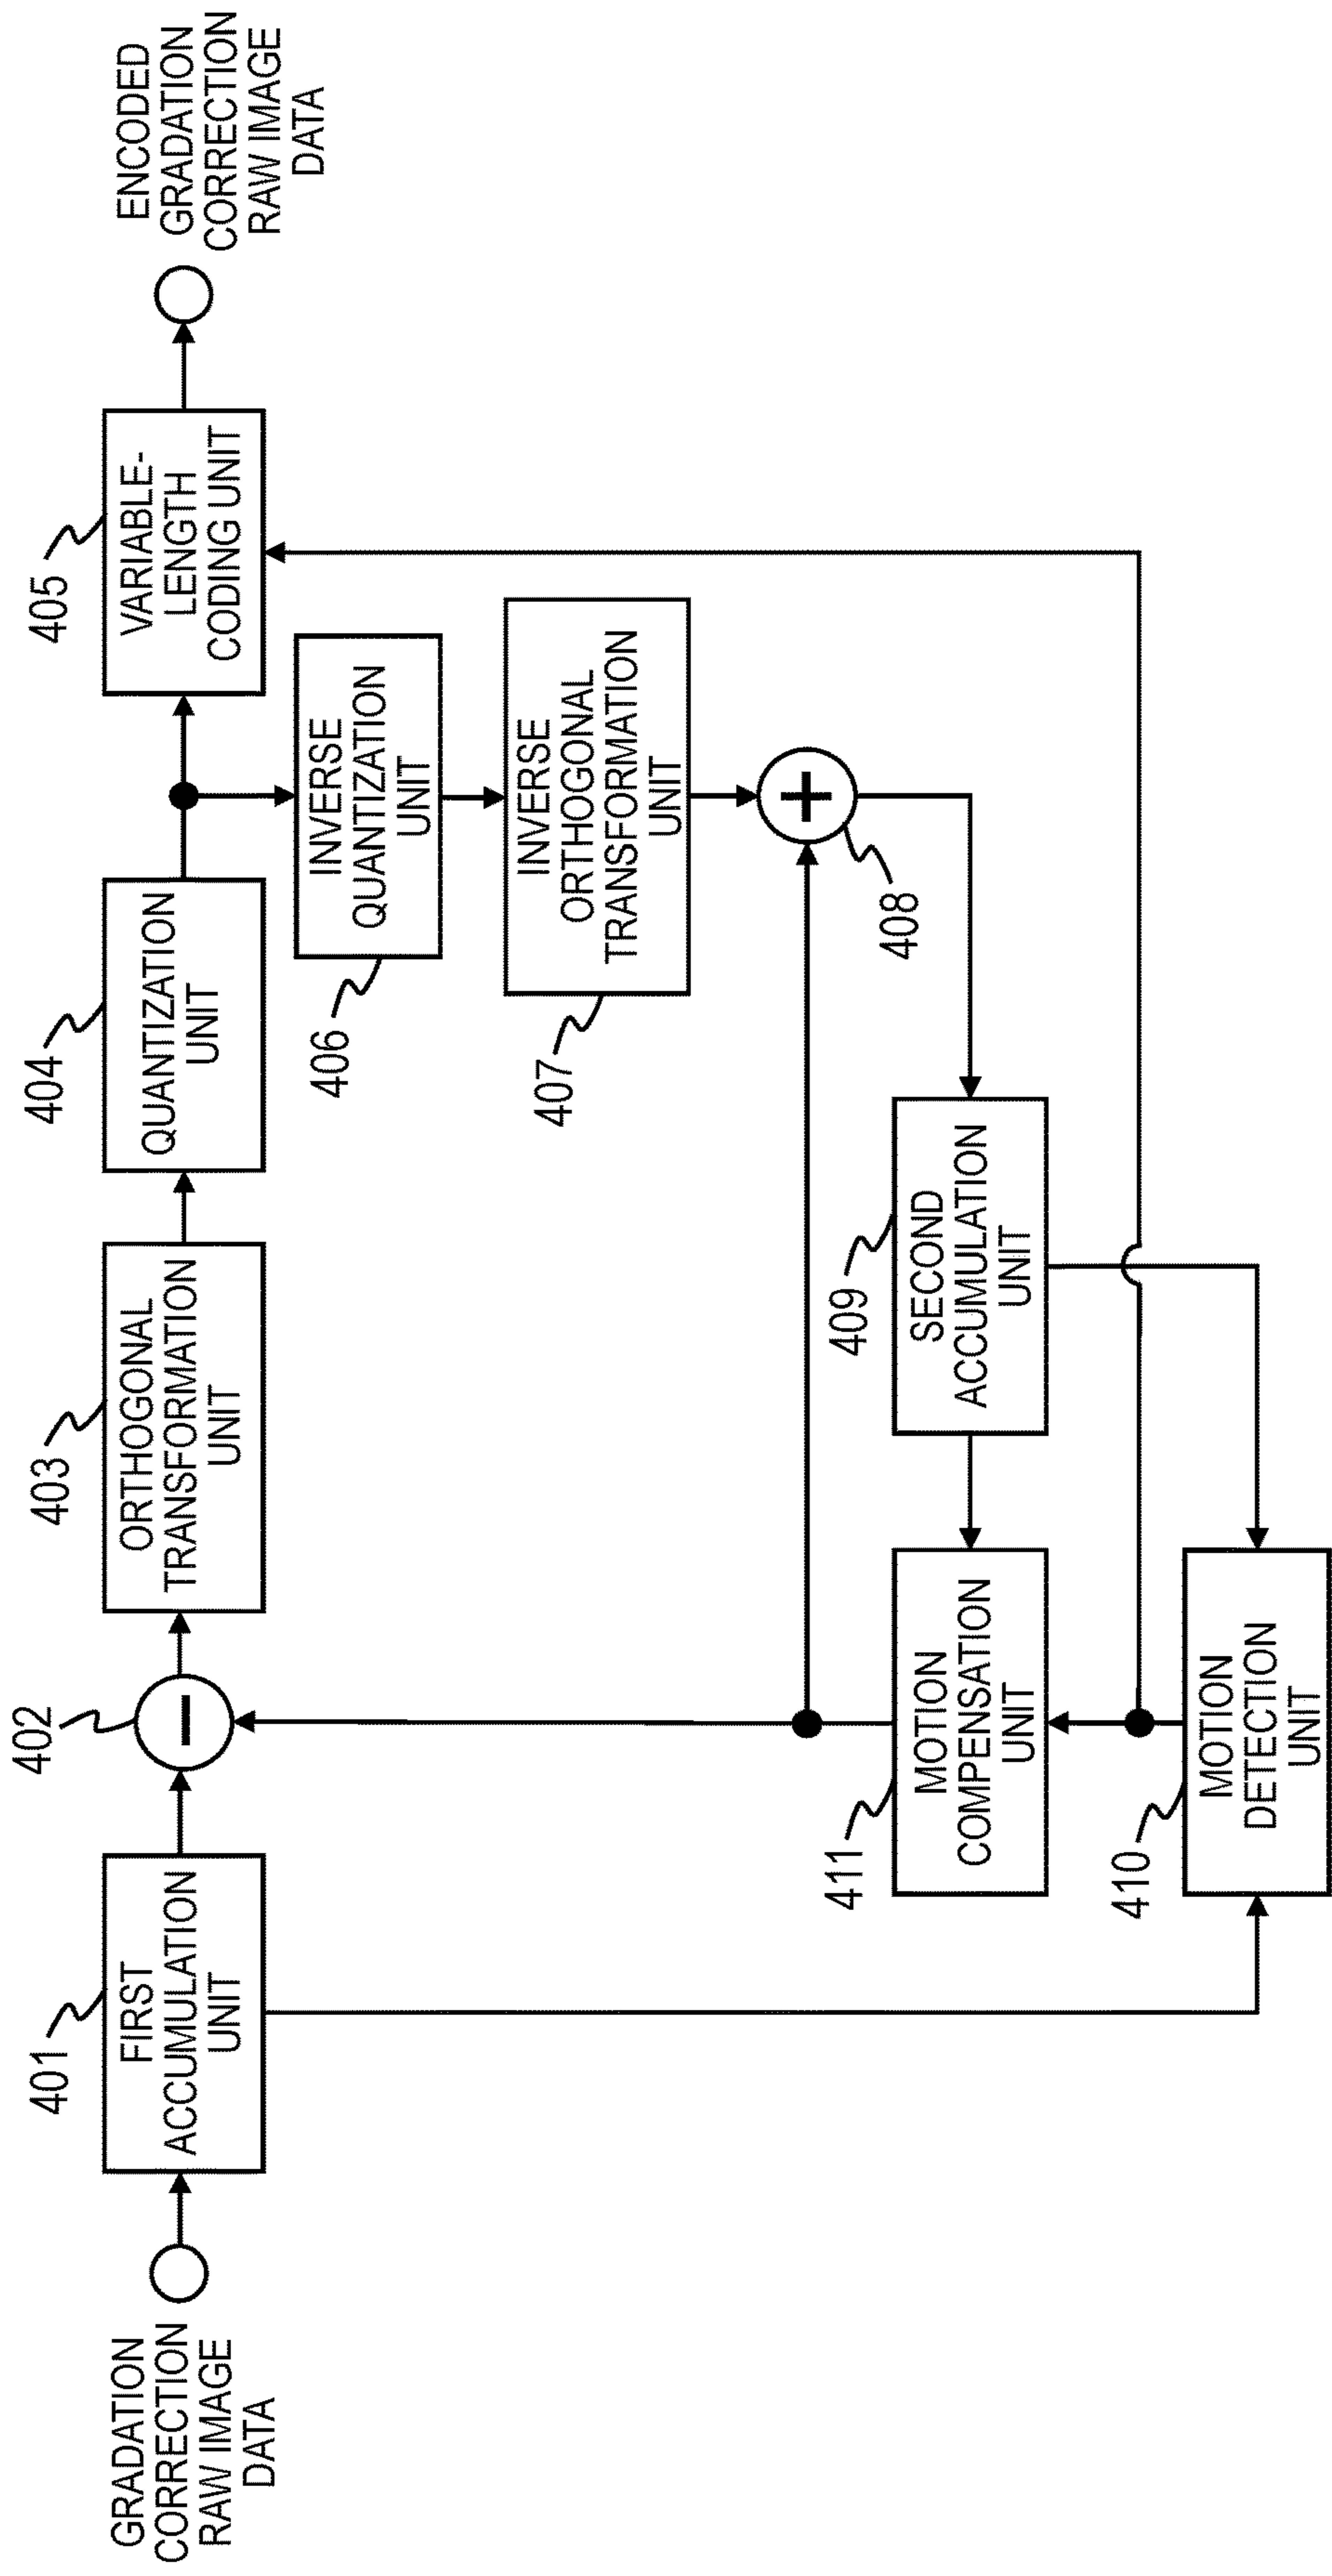 GRADATION
CORRECTION
RAW IMAGE
DATA
401
FIRST
ACCUMULATION
UNIT
402
403
ORTHOGONAL
TRANSFORMATION
UNIT
404
QUANTIZATION
UNIT
405
VARIABLE-
LENGTH
CODING UNIT
ENCODED
GRADATION
CORRECTION
RAW IMAGE
DATA
406
INVERSE
QUANTIZATION
UNIT
407
INVERSE
ORTHOGONAL
TRANSFORMATION
UNIT
408
409
SECOND
ACCUMULATION
UNIT
411
MOTION
COMPENSATION
UNIT
410
MOTION
DETECTION
UNIT